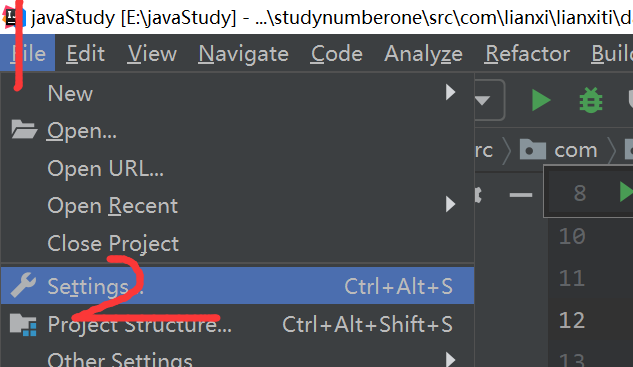 javaStudy [E:\javaStudy] - ...\studynumberone\src\com\lianxi\lianxiti\d
File Edit View Navigate Code Analyze Refactor Buil
New
Open...
Open URL...
Open Recent
Close Project
Settings... Ctrl+Alt+S
Project Structure... Ctrl+Alt+Shift+S
Other Settings
rc com
8
10
11
12
13
1
2